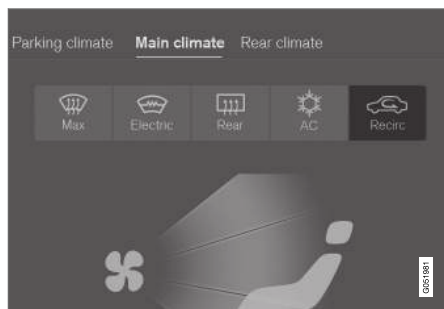 Parking climate Main climate Rear climate
Max Electric Rear AC Recirc
G051981